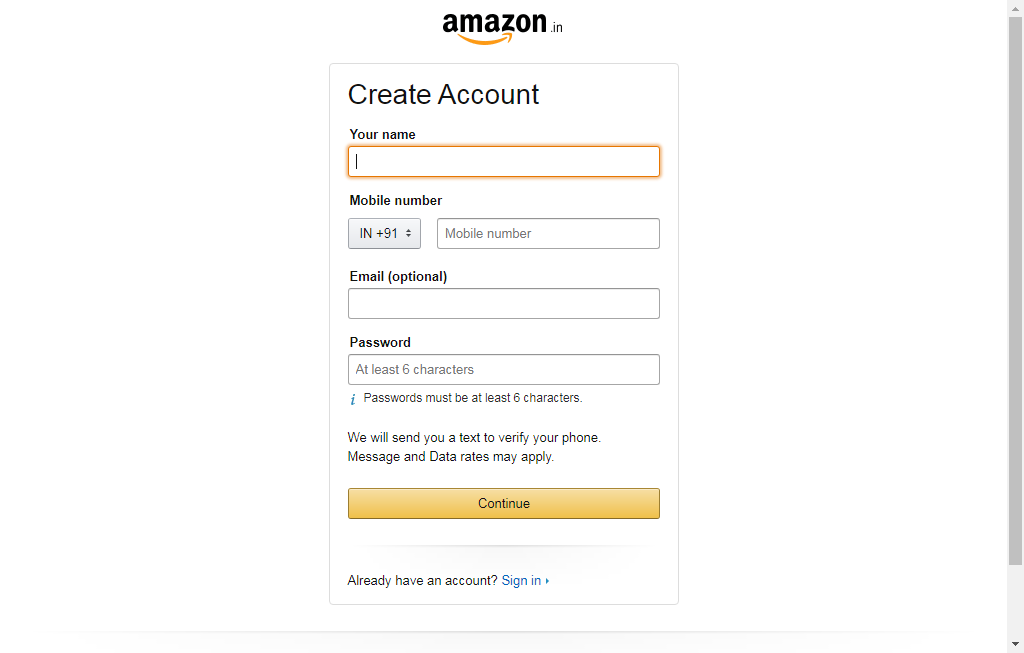 amazon.in
Create Account
Your name
Mobile number
IN +91 Mobile number
Email (optional)
Password
At least 6 characters
i Passwords must be at least 6 characters.
We will send you a text to verify your phone.
Message and Data rates may apply.
Continue
Already have an account? Sign in